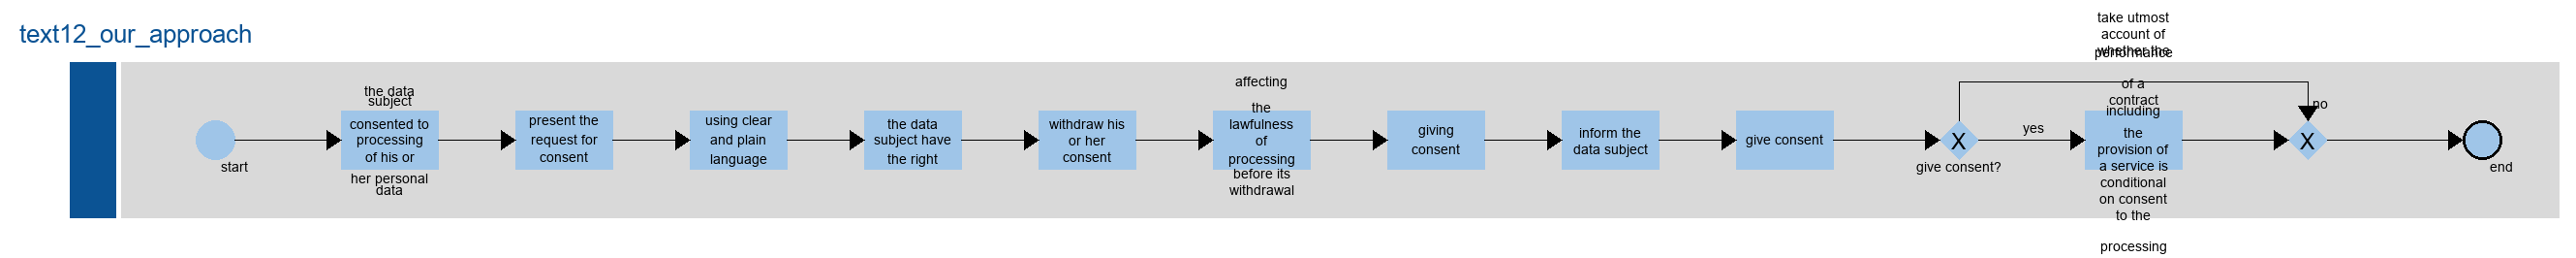 text12_our_approach
start
the data
subject
consented to
processing
of his or
her personal
data
present the
request for
consent
using clear
and plain
language
the data
subject have
the right
withdraw his
or her
consent
affecting
the
lawfulness
of
processing
before its
withdrawal
giving
consent
inform the
data subject
give consent
X
give consent?
yes
take utmost
account of
whether the
performance
of a
contract
including
the
provision of
a service is
conditional
on consent
to the
processing
no
X
end